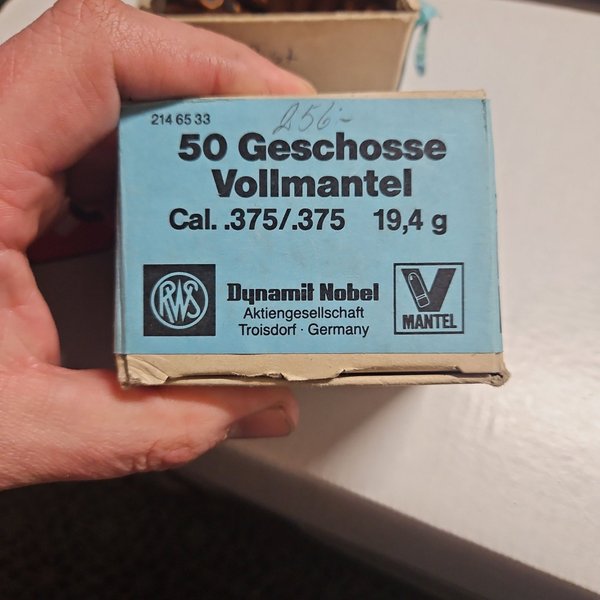 214 65 33
256.-
50 Geschosse
Vollmantel
Cal. .375/.375 19,4 g
RWS
Dynamit Nobel
Aktiengesellschaft
Troisdorf · Germany
V
MANTEL